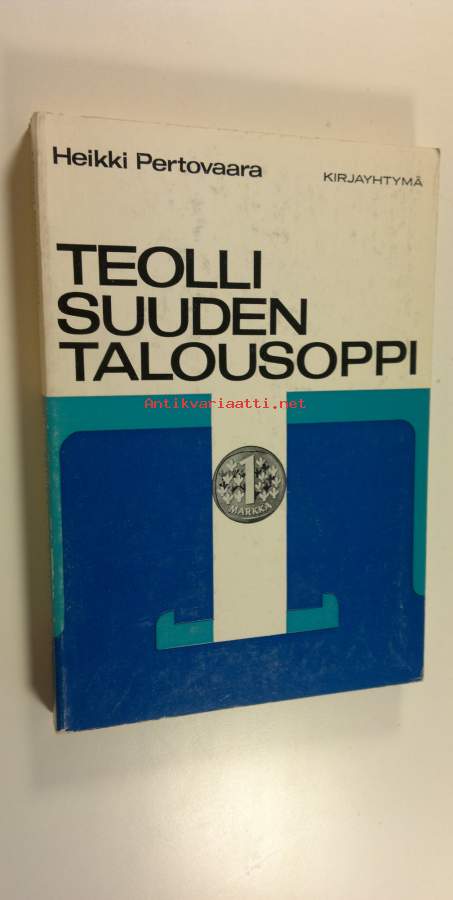 Heikki Pertovaara
KIRJAYHTYMÄ
TEOLLI
SUUDEN
TALOUSOPPI
Antikvariaatti.net
1
MARKKA